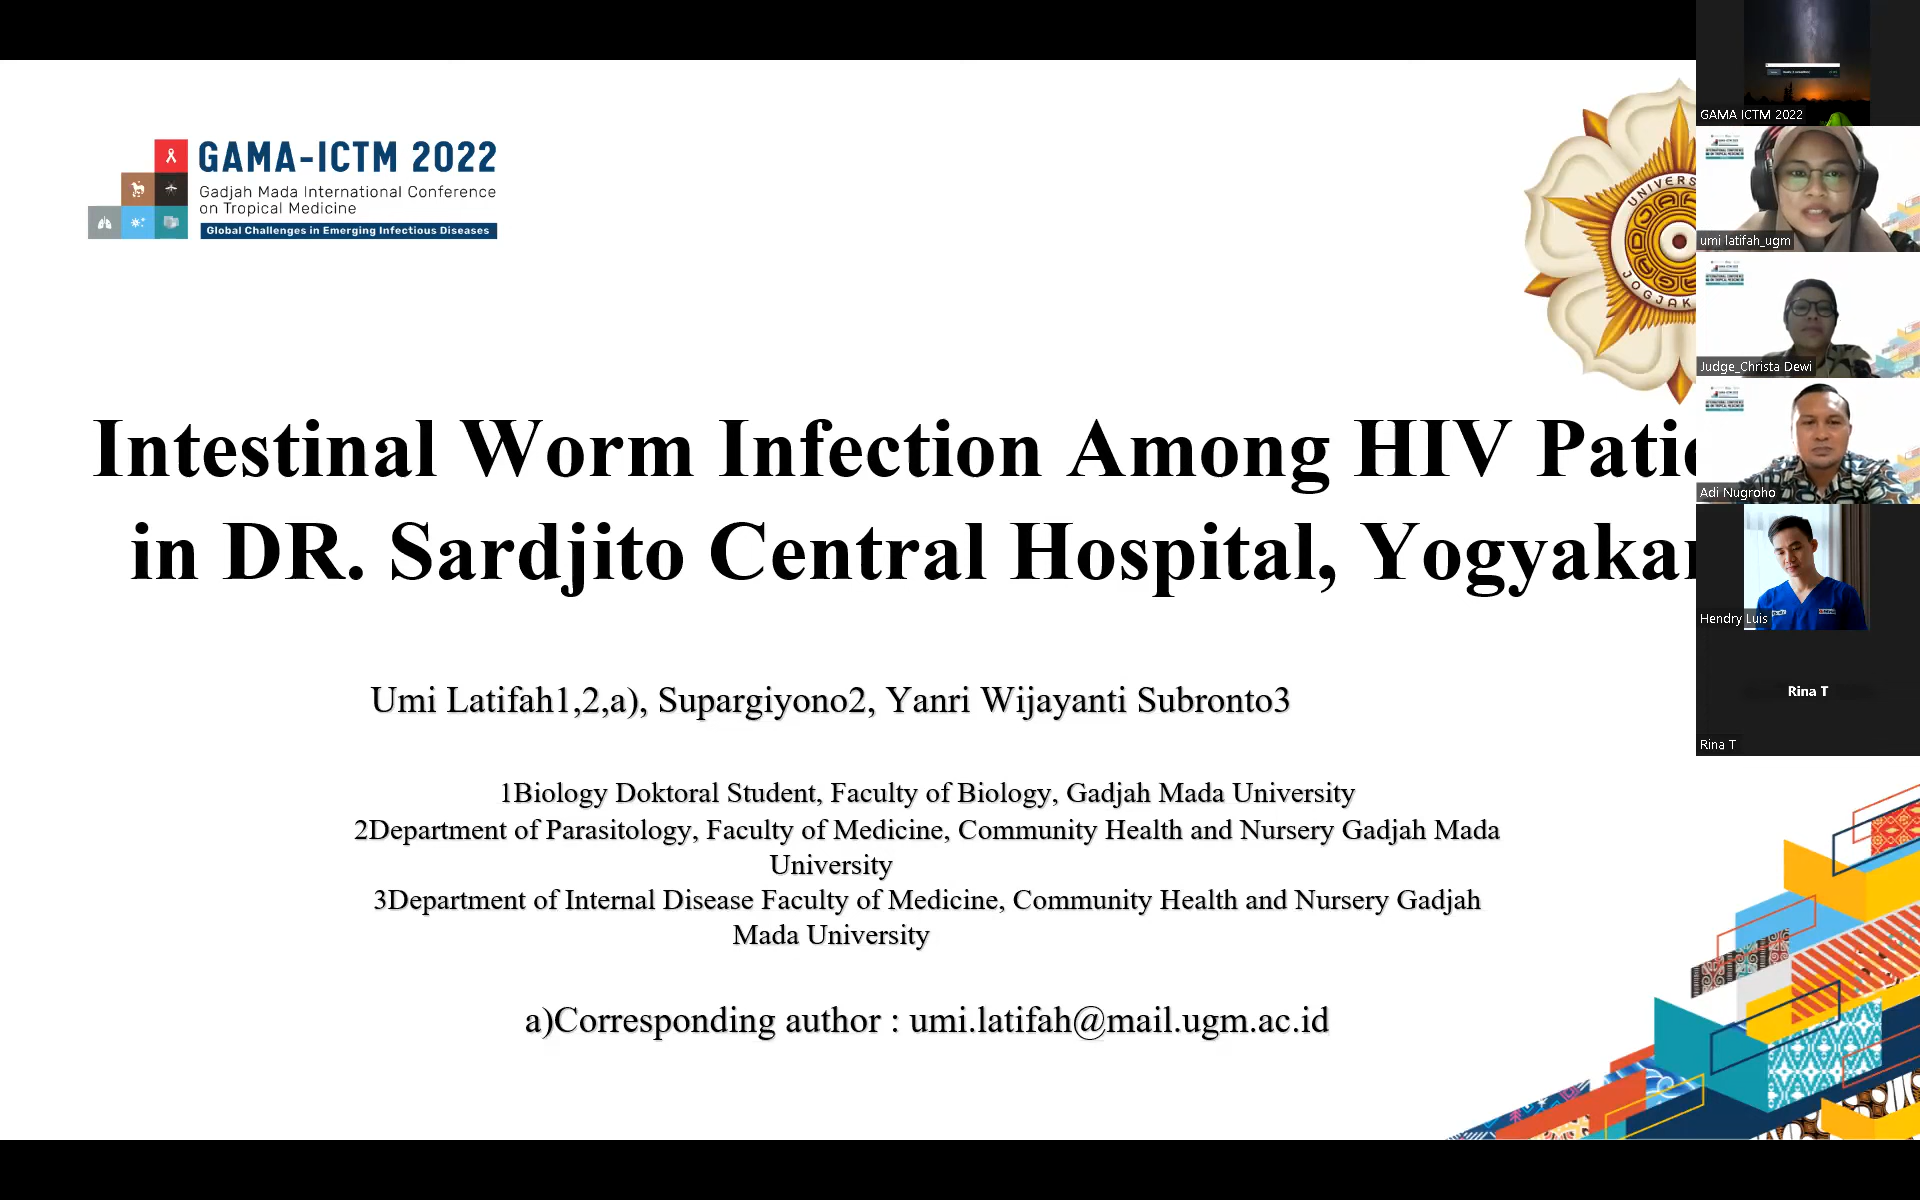 GAMA-ICTM 2022
Gadjah Mada International Conference
on Tropical Medicine
Global Challenges in Emerging Infectious Diseases
Intestinal Worm Infection Among HIV Patie
in DR. Sardjito Central Hospital, Yogyakar
Umi Latifah1,2,a), Supargiyono2, Yanri Wijayanti Subronto3
1Biology Doktoral Student, Faculty of Biology, Gadjah Mada University
2Department of Parasitology, Faculty of Medicine, Community Health and Nursery Gadjah Mada
University
3Department of Internal Disease Faculty of Medicine, Community Health and Nursery Gadjah
Mada University
a)Corresponding author : umi.latifah@mail.ugm.ac.id
GAMA ICTM 2022
umi latifah_ugm
Judge_Christa Dewi
Adi Nugroho
Hendry Luis
Rina T
Rina T